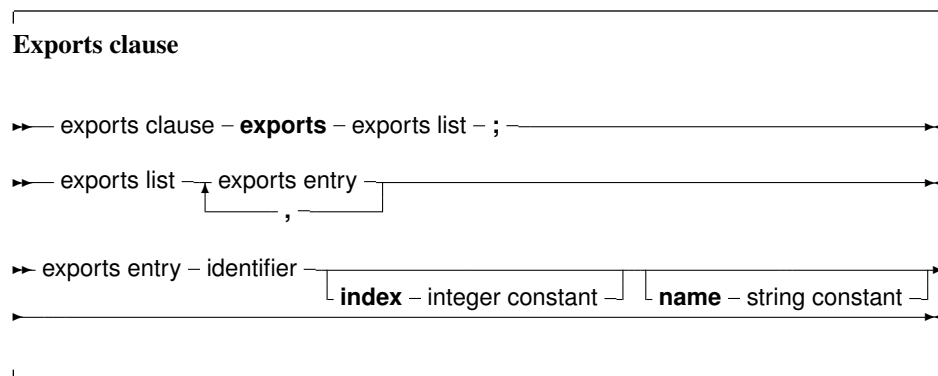 Exports clause
exports clause – exports – exports list – ;
exports list – exports entry
,
exports entry – identifier
index – integer constant
name – string constant